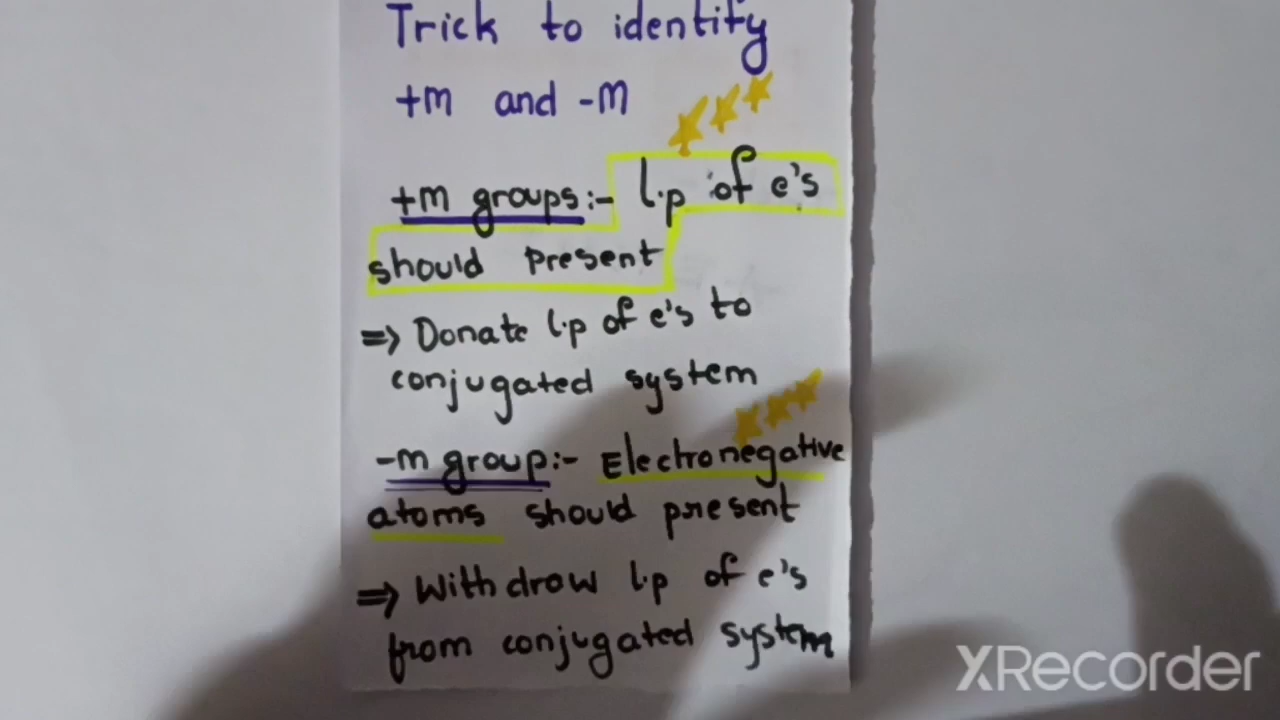 Trick to identify
+m and -m
+m groups:- l.p of e's
should present
=> Donate l.p of e's to
conjugated system
-m group:- Electronegative
atoms should present
=> Withdrow l.p of e's
from conjugated system
XRecorder